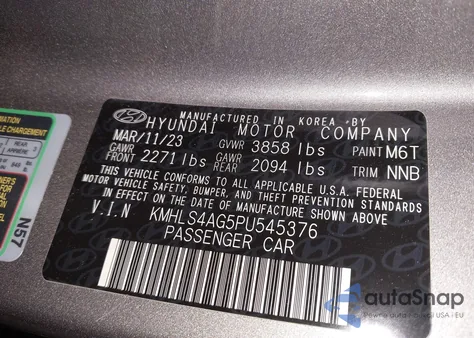 MANUFACTURED IN KOREA BY
HYUNDAI MOTOR COMPANY
MAR/11/23 GVWR 3858 lbs PAINT M6T
GAWR FRONT 2271 lbs GAWR REAR 2094 lbs TRIM NNB
THIS VEHICLE CONFORMS TO ALL APPLICABLE U.S.A. FEDERAL
MOTOR VEHICLE SAFETY, BUMPER, AND THEFT PREVENTION STANDARDS
IN EFFECT ON THE DATE OF MANUFACTURE SHOWN ABOVE
V.I.N KMHLS4AG5PU545376
PASSENGER CAR
N57
REAR
autoSnap